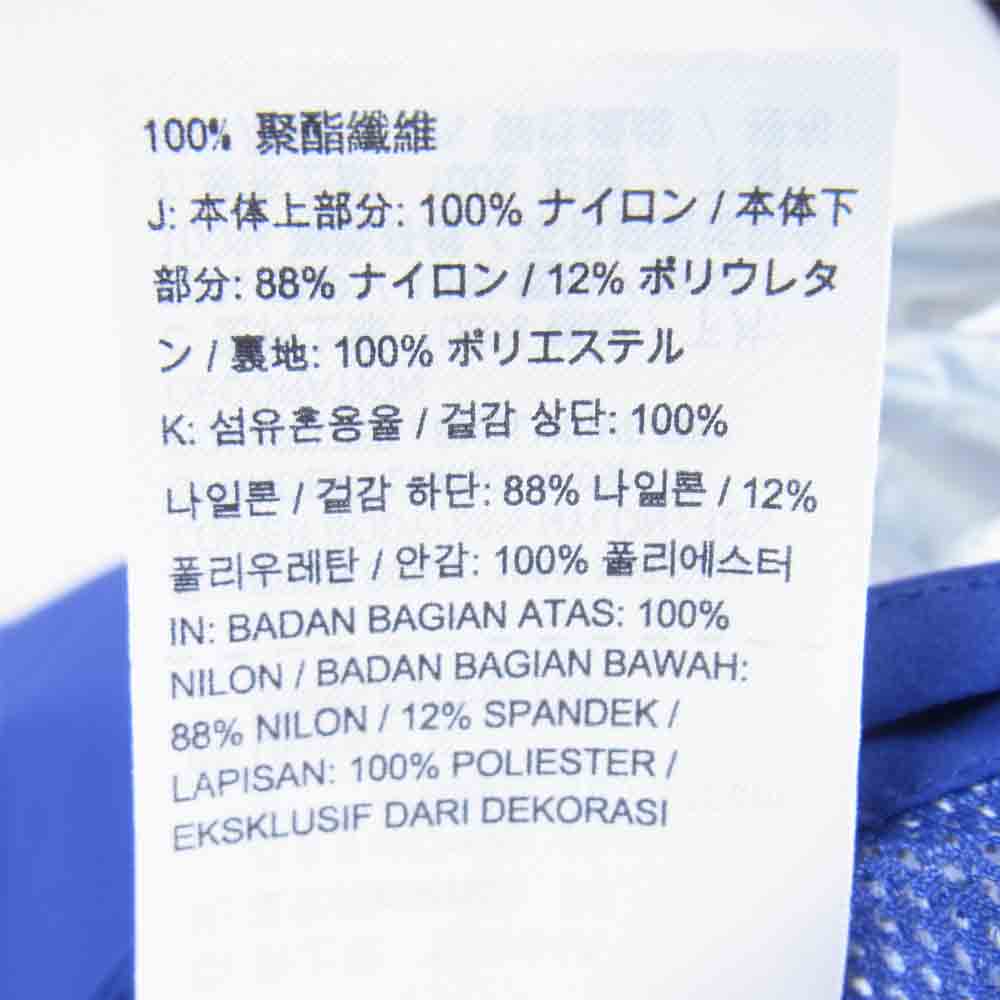 100% 聚酯纖維
J: 本体上部分: 100% ナイロン / 本体下
部分: 88% ナイロン / 12% ポリウレタ
ン / 裏地: 100% ポリエステル
K: 섬유혼용율 / 겉감 상단: 100%
나일론 / 겉감 하단: 88% 나일론 / 12%
폴리우레탄 / 안감: 100% 폴리에스터
IN: BADAN BAGIAN ATAS: 100%
NILON / BADAN BAGIAN BAWAH:
88% NILON / 12% SPANDEK /
LAPISAN: 100% POLIESTER /
EKSKLUSIF DARI DEKORASI